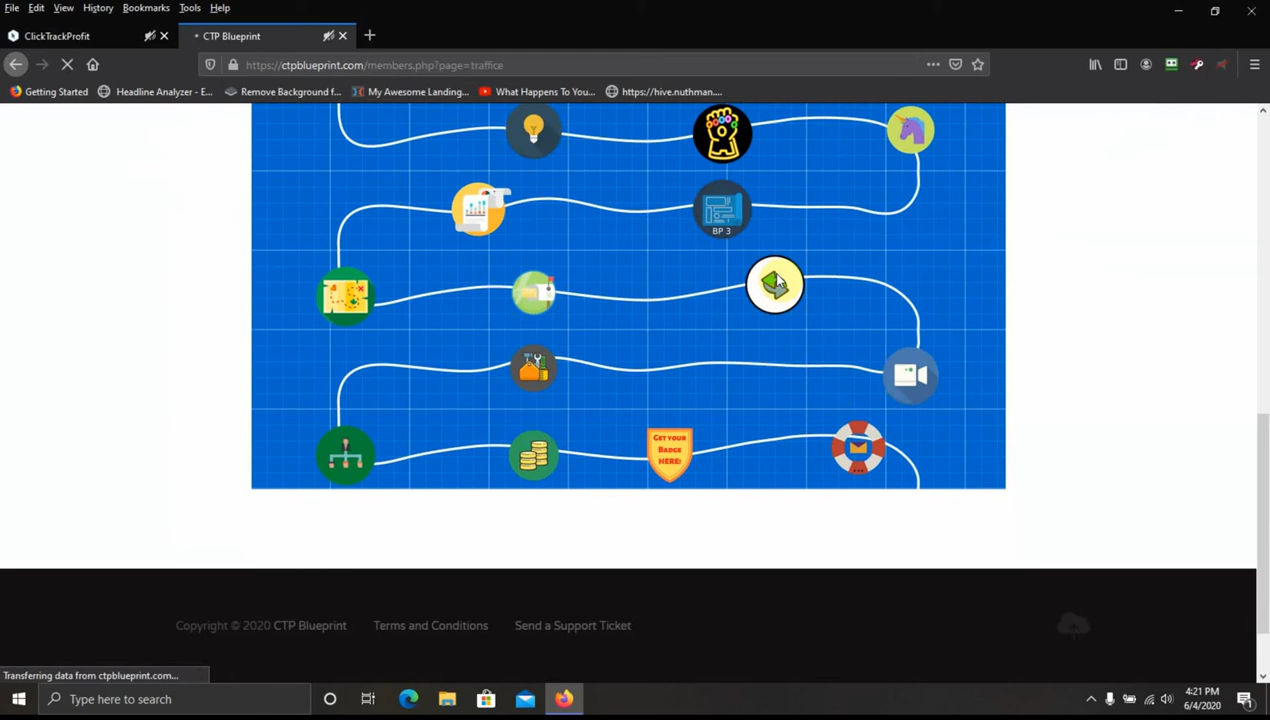 File Edit View History Bookmarks Tools Help
ClickTrackProfit CTP Blueprint
https://ctpblueprint.com/members.php?page=traffice
Getting Started Headline Analyzer - E... Remove Background f... My Awesome Landing... What Happens To You... https://hive.nuthman....
BP 3
GET YOUR
BADGE
HERE!
Copyright © 2020 CTP Blueprint Terms and Conditions Send a Support Ticket
Transferring data from ctpblueprint.com...
Type here to search
4:21 PM
6/4/2020
1